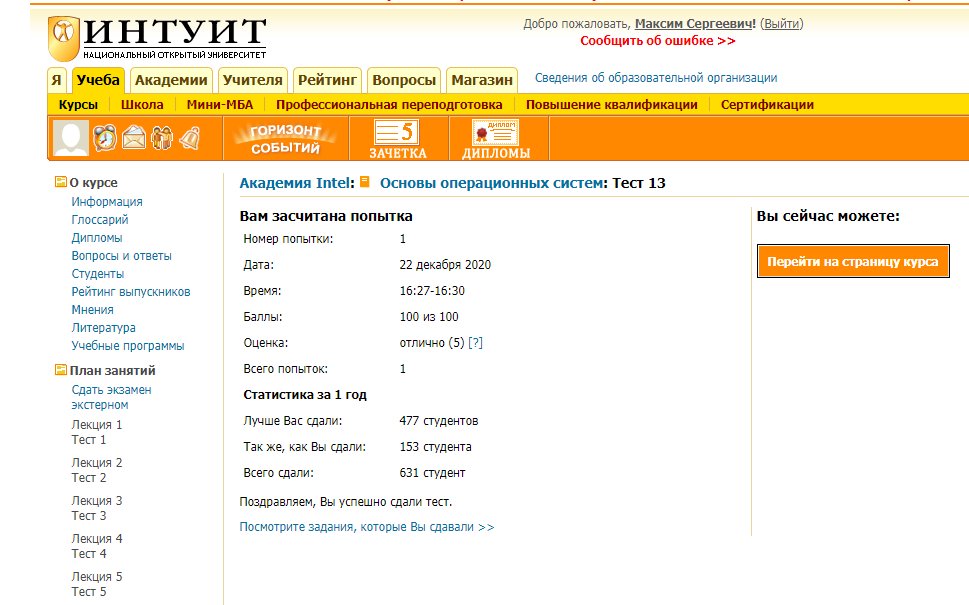 ИНТУИТ
НАЦИОНАЛЬНЫЙ ОТКРЫТЫЙ УНИВЕРСИТЕТ
Добро пожаловать, Максим Сергеевич! (Выйти)
Сообщить об ошибке >>
Я Учеба Академии Учителя Рейтинг Вопросы Магазин Сведения об образовательной организации
Курсы Школа Мини-МБА Профессиональная переподготовка Повышение квалификации Сертификации
ГОРИЗОНТ
СОБЫТИЙ
5
ЗАЧЕТКА
ДИПЛОМ
ДИПЛОМЫ
О курсе
Информация
Глоссарий
Дипломы
Вопросы и ответы
Студенты
Рейтинг выпускников
Мнения
Литература
Учебные программы
План занятий
Сдать экзамен
экстерном
Лекция 1
Тест 1
Лекция 2
Тест 2
Лекция 3
Тест 3
Лекция 4
Тест 4
Лекция 5
Тест 5
Академия Intel: Основы операционных систем: Тест 13
Вам засчитана попытка
Номер попытки: 1
Дата: 22 декабря 2020
Время: 16:27-16:30
Баллы: 100 из 100
Оценка: отлично (5) [?]
Всего попыток: 1
Статистика за 1 год
Лучше Вас сдали: 477 студентов
Так же, как Вы сдали: 153 студента
Всего сдали: 631 студент
Поздравляем, Вы успешно сдали тест.
Посмотрите задания, которые Вы сдавали >>
Вы сейчас можете:
Перейти на страницу курса